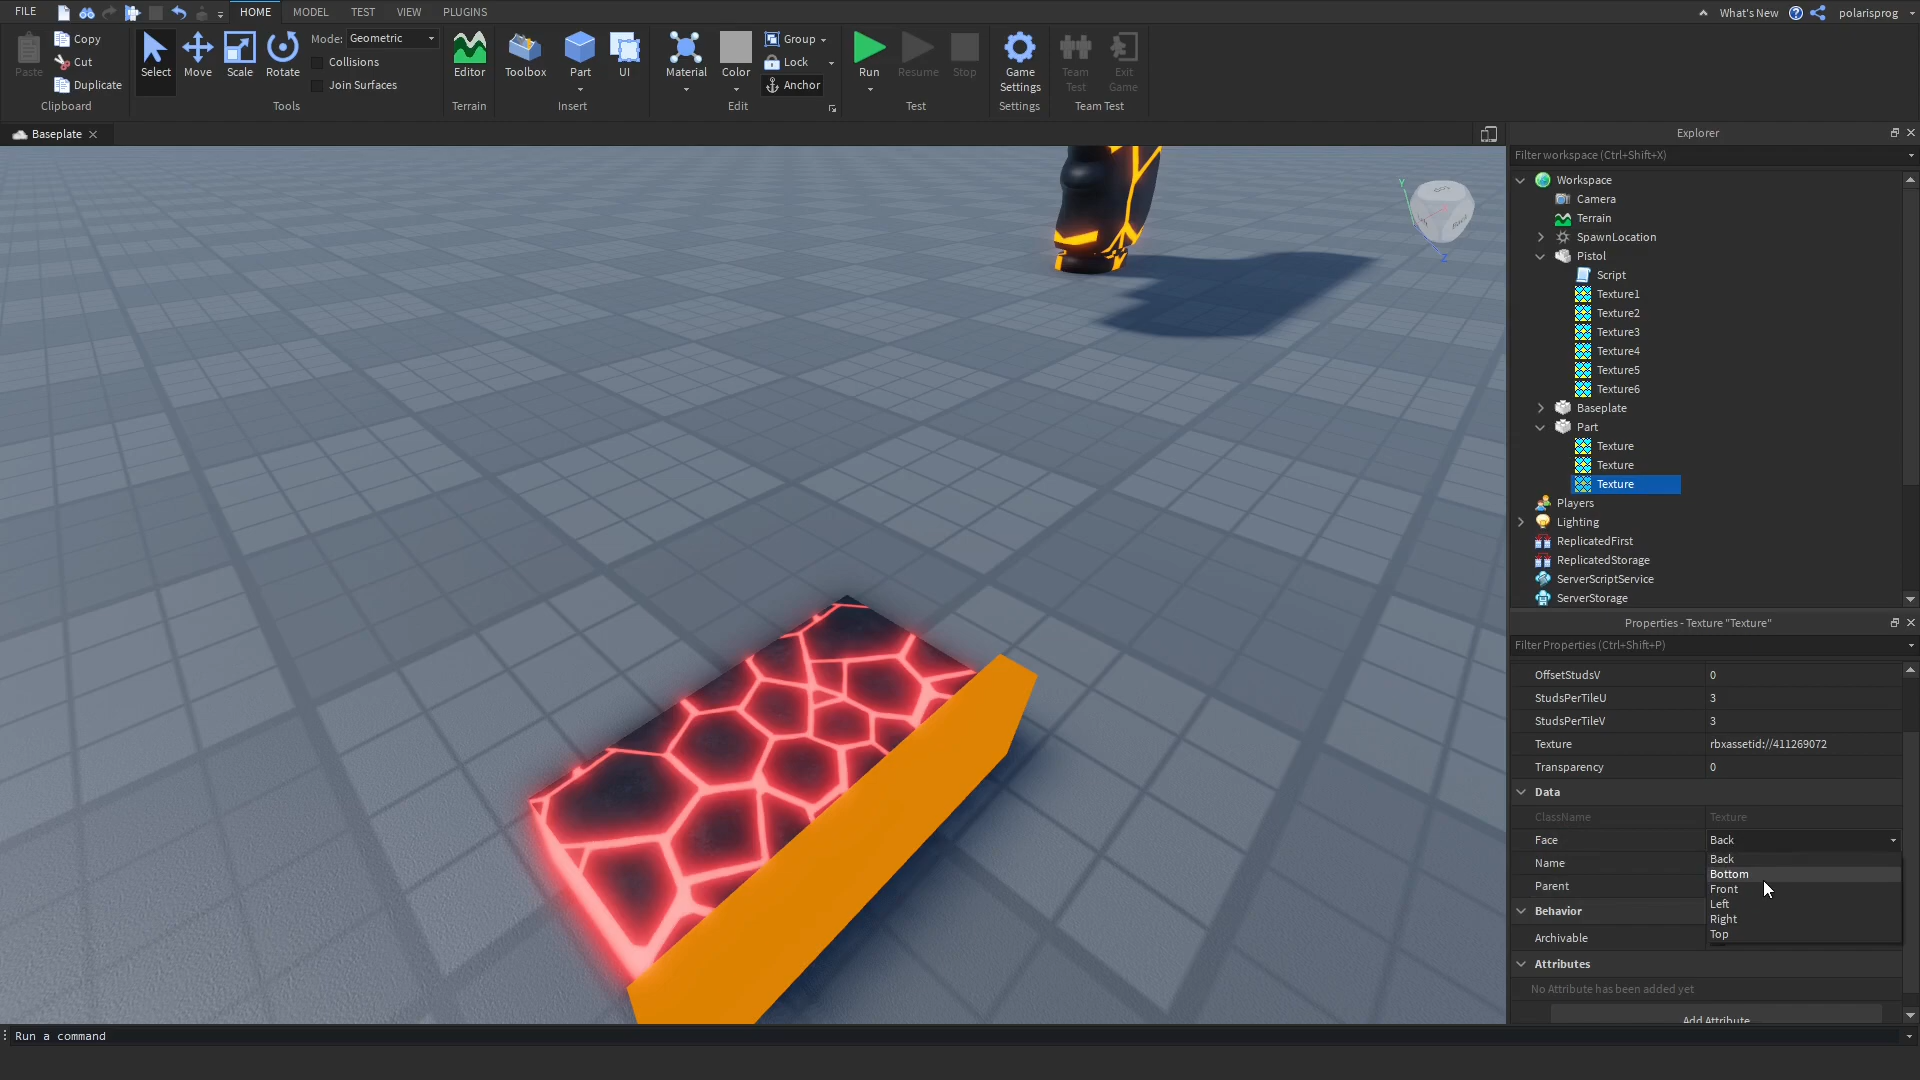 FILE
HOME
MODEL
TEST
VIEW
PLUGINS
What's New
polarisprog
Paste
Copy
Cut
Duplicate
Clipboard
Select
Move
Scale
Rotate
Mode: Geometric
Collisions
Join Surfaces
Tools
Editor
Terrain
Toolbox
Part
UI
Insert
Material
Color
Group
Lock
Anchor
Edit
Run
Resume
Stop
Test
Game
Settings
Settings
Team
Test
Exit
Game
Team Test
Baseplate
Explorer
Filter workspace (Ctrl+Shift+X)
Workspace
Camera
Terrain
SpawnLocation
Pistol
Script
Texture1
Texture2
Texture3
Texture4
Texture5
Texture6
Baseplate
Part
Texture
Texture
Texture
Players
Lighting
ReplicatedFirst
ReplicatedStorage
ServerScriptService
ServerStorage
Y
Z
Properties - Texture "Texture"
Filter Properties (Ctrl+Shift+P)
OffsetStudsV 0
StudsPerTileU 3
StudsPerTileV 3
Texture rbxassetid://411269072
Transparency 0
Data
ClassName Texture
Face Back
Name
Parent
Back
Bottom
Front
Left
Right
Top
Behavior
Archivable
Attributes
No Attribute has been added yet
Add Attribute
Run a command